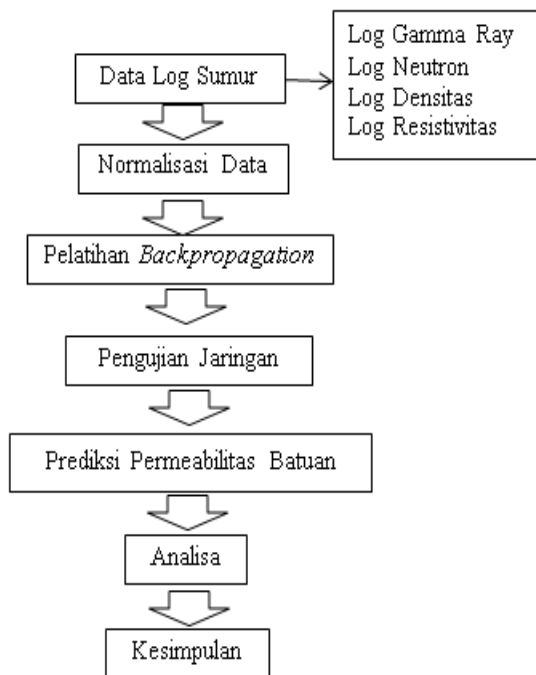 Data Log Sumur
Log Gamma Ray
Log Neutron
Log Densitas
Log Resistivitas
Normalisasi Data
Pelatihan Backpropagation
Pengujian Jaringan
Prediksi Permeabilitas Batuan
Analisa
Kesimpulan